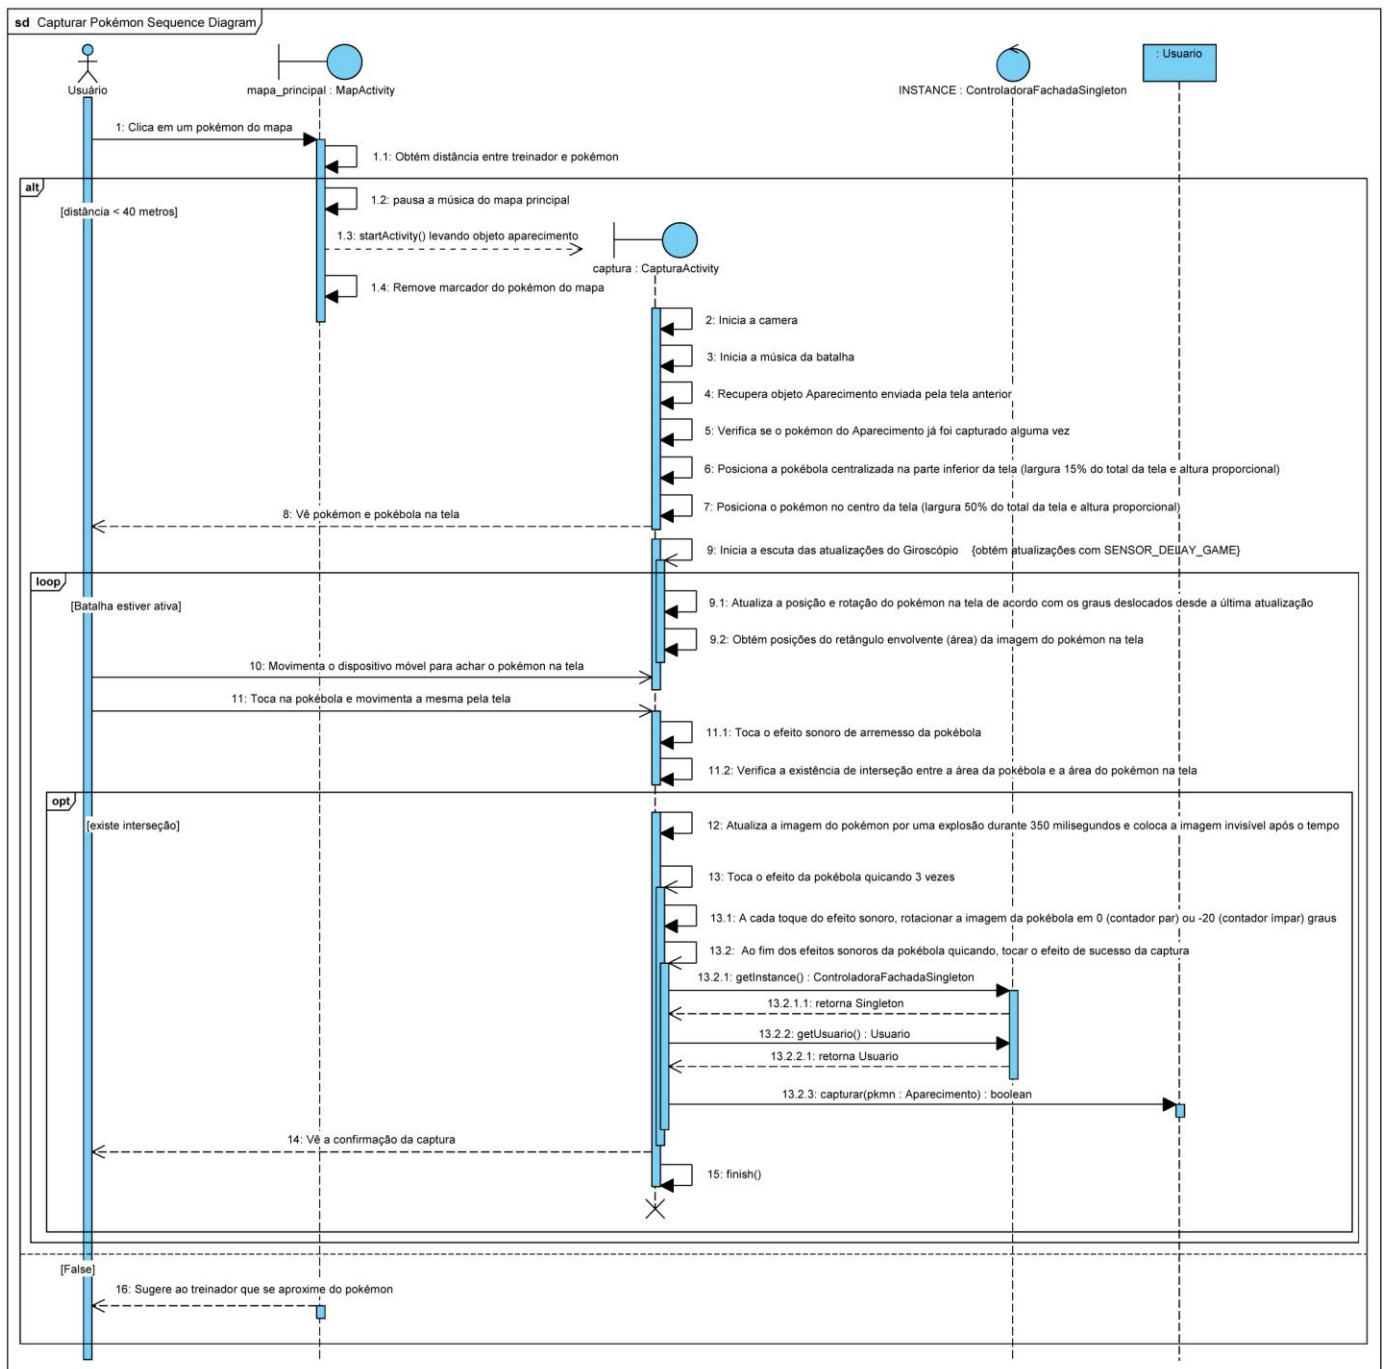 sd Capturar Pokémon Sequence Diagram
Usuário
mapa_principal : MapActivity
INSTANCE : ControladoraFachadaSingleton
: Usuario
1: Clica em um pokémon do mapa
1.1: Obtém distância entre treinador e pokémon
alt
[distância < 40 metros]
1.2: pausa a música do mapa principal
1.3: startActivity() levando objeto aparecimento
captura : CapturaActivity
1.4: Remove marcador do pokémon do mapa
2: Inicia a camera
3: Inicia a música da batalha
4: Recupera objeto Aparecimento enviada pela tela anterior
5: Verifica se o pokémon do Aparecimento já foi capturado alguma vez
6: Posiciona a pokébola centralizada na parte inferior da tela (largura 15% do total da tela e altura proporcional)
7: Posiciona o pokémon no centro da tela (largura 50% do total da tela e altura proporcional)
8: Vê pokémon e pokébola na tela
9: Inicia a escuta das atualizações do Giroscópio {obtém atualizações com SENSOR_DELAY_GAME}
loop
[Batalha estiver ativa]
9.1: Atualiza a posição e rotação do pokémon na tela de acordo com os graus deslocados desde a última atualização
9.2: Obtém posições do retângulo envolvente (área) da imagem do pokémon na tela
10: Movimenta o dispositivo móvel para achar o pokémon na tela
11: Toca na pokébola e movimenta a mesma pela tela
11.1: Toca o efeito sonoro de arremesso da pokébola
11.2: Verifica a existência de interseção entre a área da pokébola e a área do pokémon na tela
opt
[existe interseção]
12: Atualiza a imagem do pokémon por uma explosão durante 350 milisegundos e coloca a imagem invisível após o tempo
13: Toca o efeito da pokébola quicando 3 vezes
13.1: A cada toque do efeito sonoro, rotacionar a imagem da pokébola em 0 (contador par) ou -20 (contador ímpar) graus
13.2: Ao fim dos efeitos sonoros da pokébola quicando, tocar o efeito de sucesso da captura
13.2.1: getInstance() : ControladoraFachadaSingleton
13.2.1.1: retorna Singleton
13.2.2: getUsuario() : Usuario
13.2.2.1: retorna Usuario
13.2.3: capturar(pkmn : Aparecimento) : boolean
14: Vê a confirmação da captura
15: finish()
[False]
16: Sugere ao treinador que se aproxime do pokémon